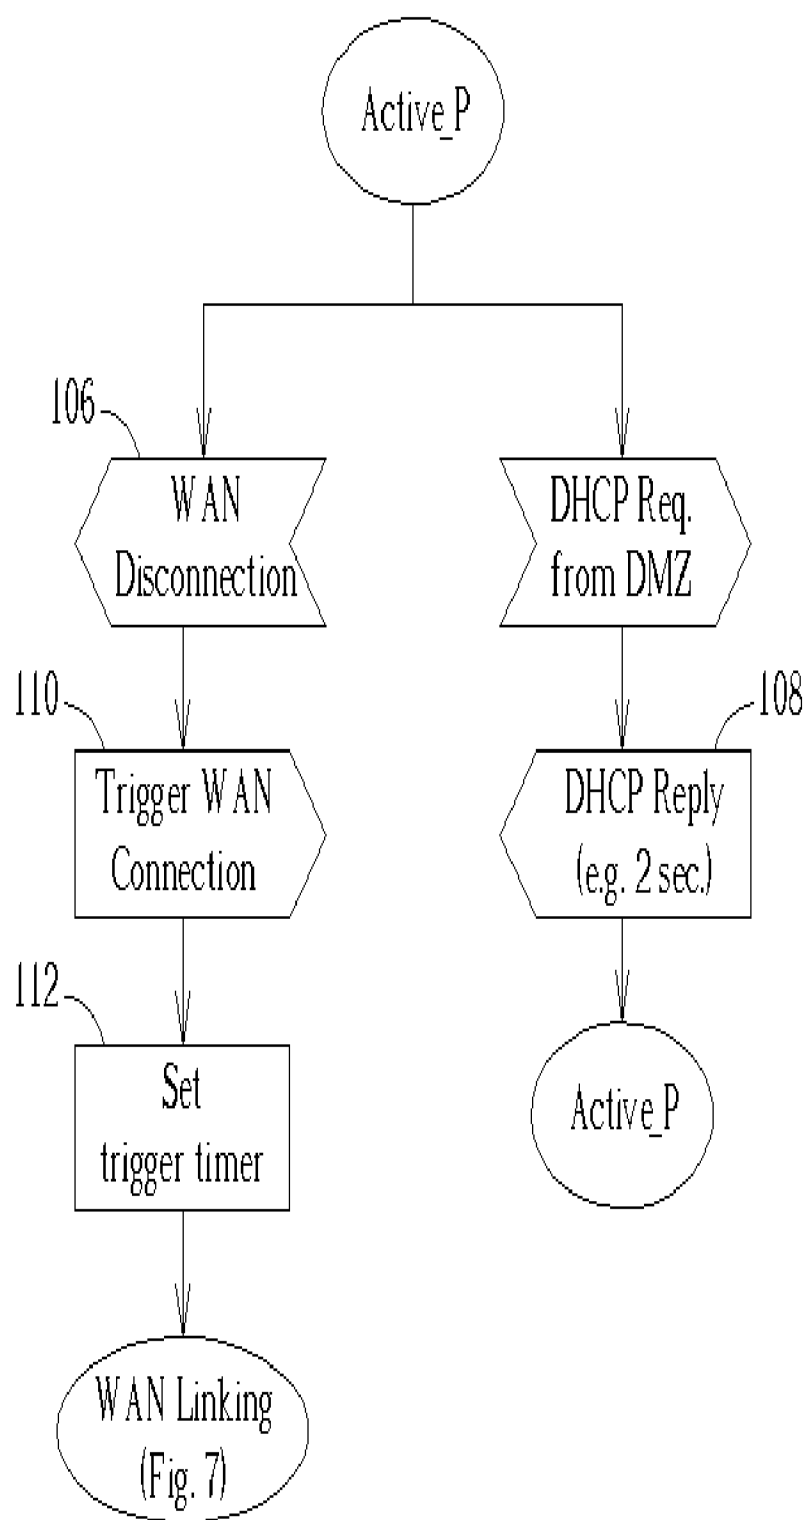 Active_P
106
WAN
Disconnection
DHCP Req.
from DMZ
110
Trigger WAN
Connection
108
DHCP Reply
(e.g. 2 sec.)
112
Set
trigger timer
Active_P
WAN Linking
(Fig. 7)